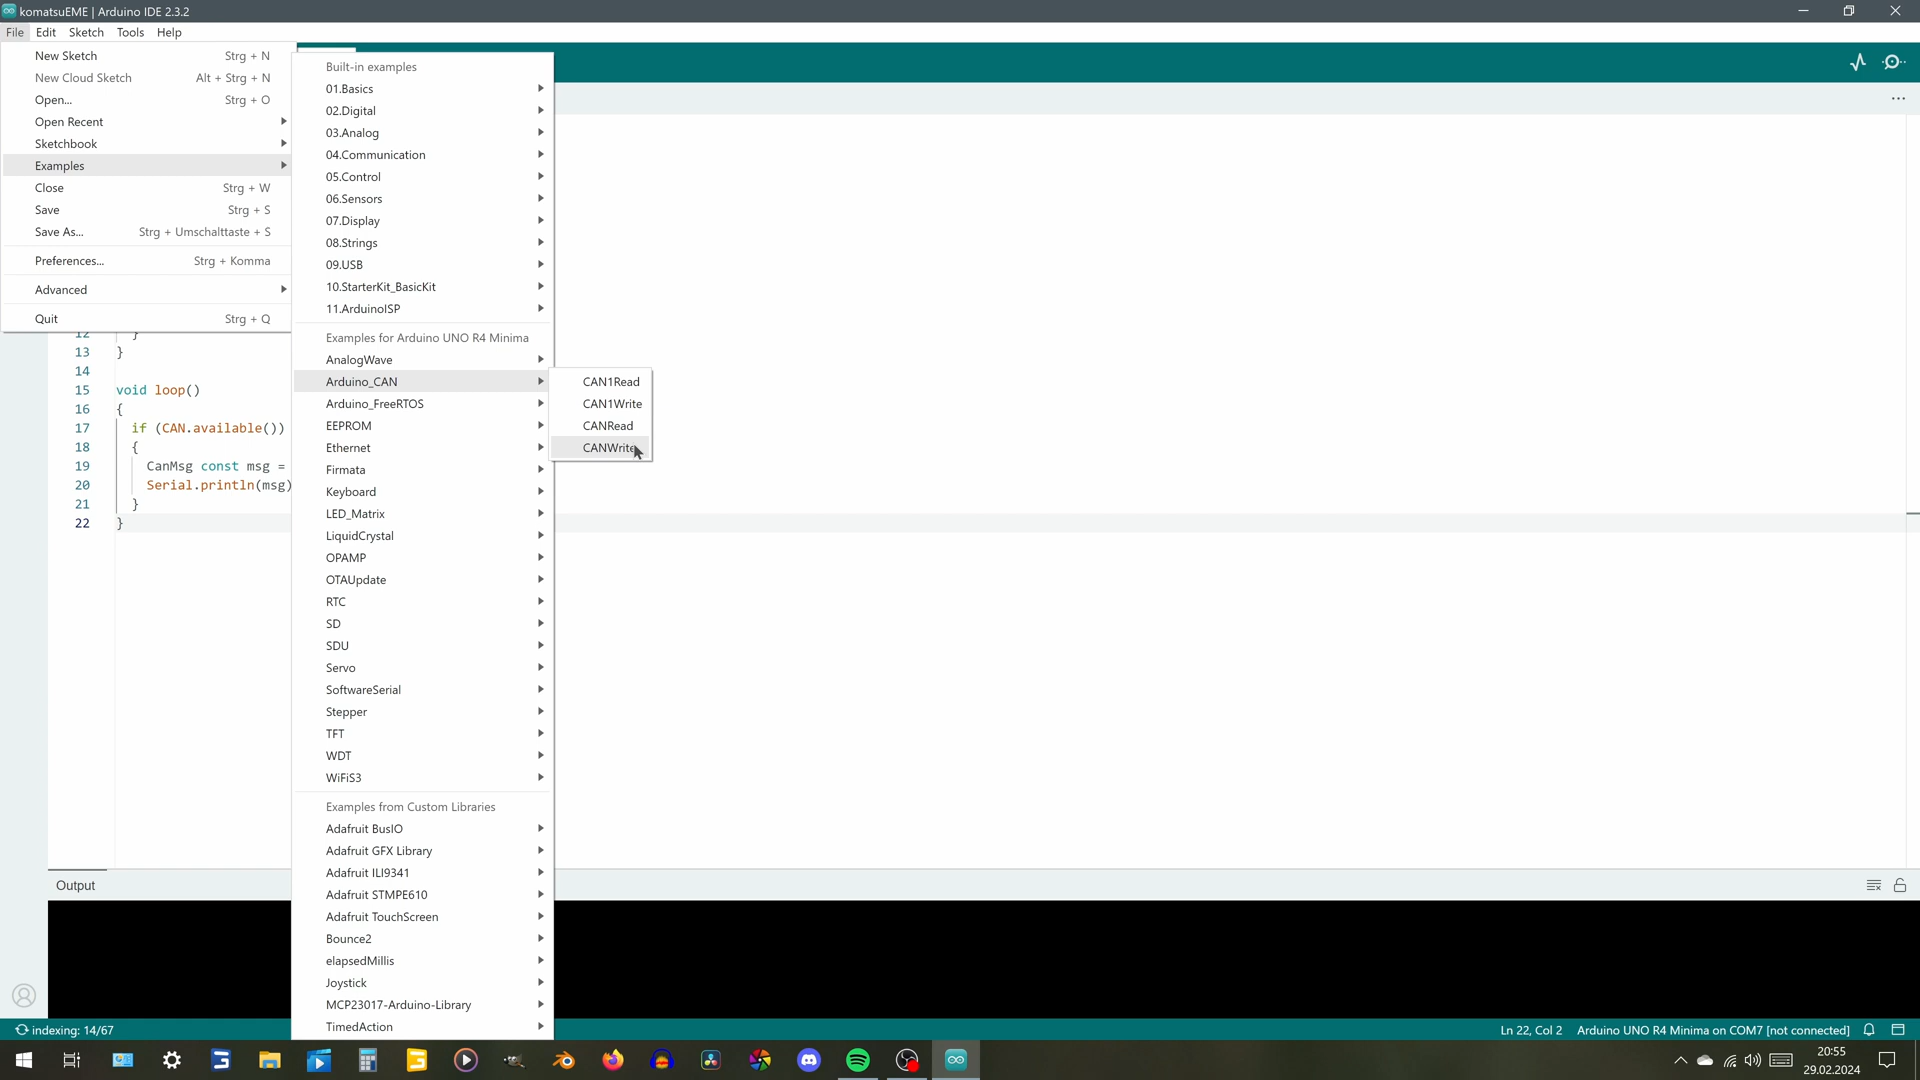 komatsuEME | Arduino IDE 2.3.2
File Edit Sketch Tools Help
New Sketch Strg + N
New Cloud Sketch Alt + Strg + N
Open... Strg + O
Open Recent
Sketchbook
Examples
Close Strg + W
Save Strg + S
Save As... Strg + Umschalttaste + S
Preferences... Strg + Komma
Advanced
Quit Strg + Q
Built-in examples
01.Basics
02.Digital
03.Analog
04.Communication
05.Control
06.Sensors
07.Display
08.Strings
09.USB
10.StarterKit_BasicKit
11.ArduinoISP
Examples for Arduino UNO R4 Minima
AnalogWave
Arduino_CAN
Arduino_FreeRTOS
EEPROM
Ethernet
Firmata
Keyboard
LED_Matrix
LiquidCrystal
OPAMP
OTAUpdate
RTC
SD
SDU
Servo
SoftwareSerial
Stepper
TFT
WDT
WiFiS3
Examples from Custom Libraries
Adafruit BusIO
Adafruit GFX Library
Adafruit ILI9341
Adafruit STMPE610
Adafruit TouchScreen
Bounce2
elapsedMillis
Joystick
MCP23017-Arduino-Library
TimedAction
CAN1Read
CAN1Write
CANRead
CANWrite
12 }
13 }
14
15 void loop()
16 {
17 if (CAN.available())
18 {
19 CanMsg const msg =
20 Serial.println(msg)
21 }
22 }
Output
indexing: 14/67
Ln 22, Col 2 Arduino UNO R4 Minima on COM7 [not connected]
20:55
29.02.2024